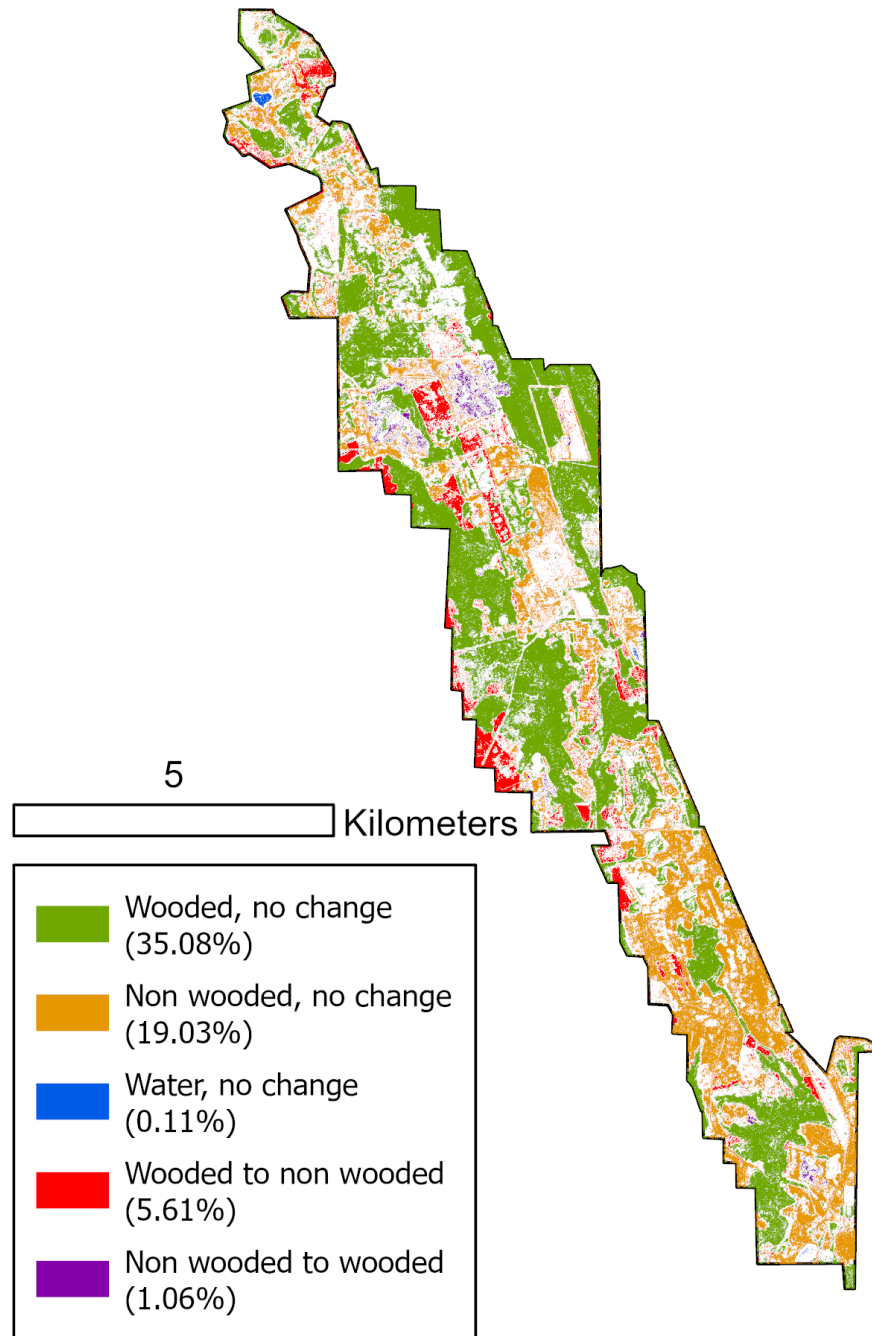 5
Kilometers
Wooded, no change
(35.08%)
Non wooded, no change
(19.03%)
Water, no change
(0.11%)
Wooded to non wooded
(5.61%)
Non wooded to wooded
(1.06%)